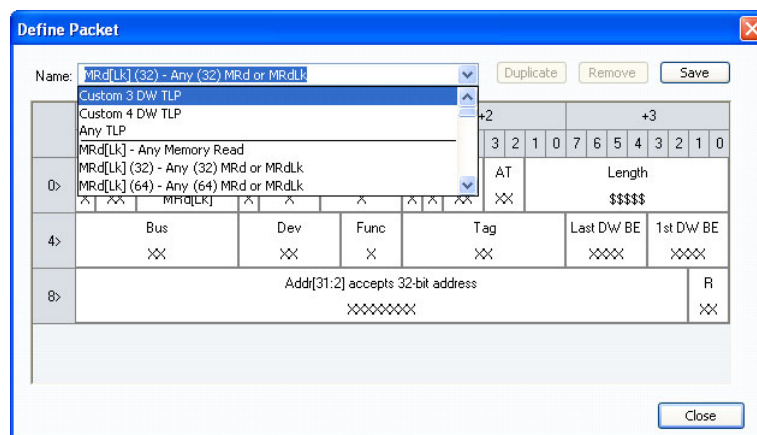 Define Packet
Name: MRd[Lk] (32) - Any (32) MRd or MRdLk Duplicate Remove Save
Custom 3 DW TLP
Custom 4 DW TLP
Any TLP
MRd[Lk] - Any Memory Read
MRd[Lk] (32) - Any (32) MRd or MRdLk
MRd[Lk] (64) - Any (64) MRd or MRdLk
+2 +3
3 2 1 0 7 6 5 4 3 2 1 0
0> AT Length
X XX MRd[Lk] X X X X X XX XX $$$$$
4> Bus Dev Func Tag Last DW BE 1st DW BE
XX XX X XX XXXX XXXX
8> Addr[31:2] accepts 32-bit address R
XXXXXXXX XX
Close